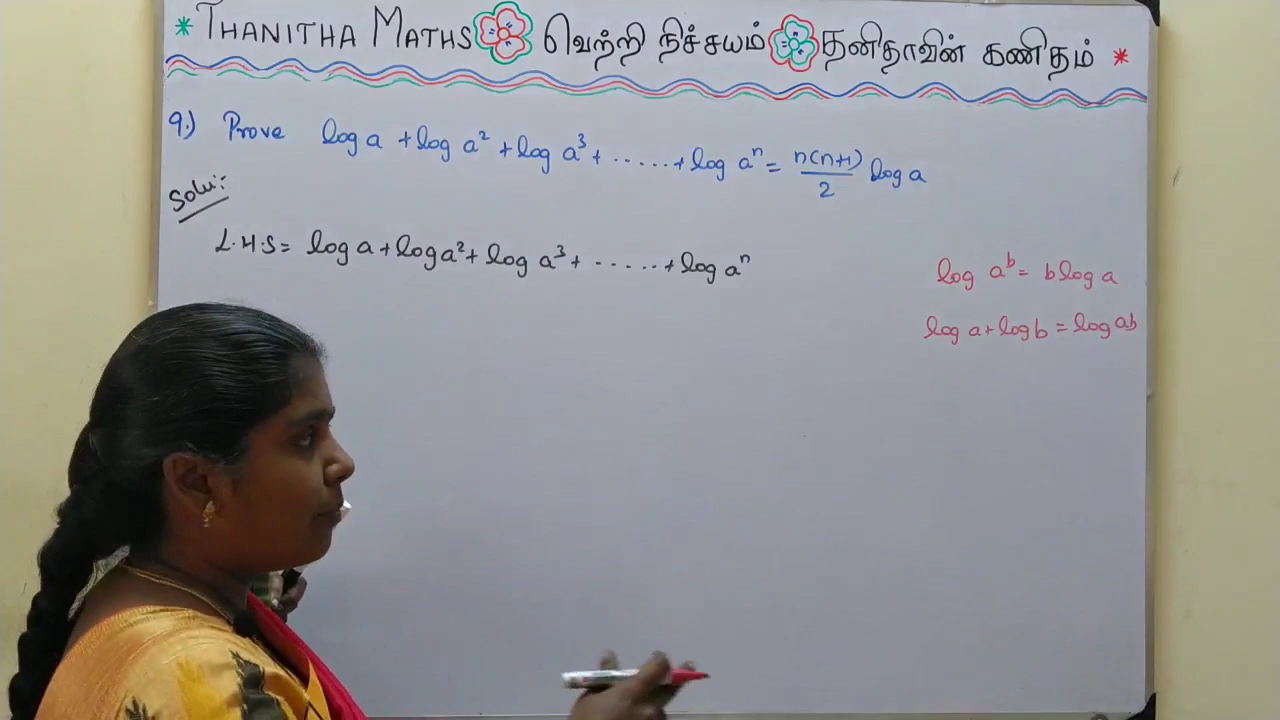 * THANITHA MATHS வெற்றி நிச்சயம் தனிதாவின் கணிதம் *
9.) Prove log a + log a² + log a³ + ...... + log aⁿ = n(n+1)/2 log a
Solu:-
L.H.S = log a + log a² + log a³ + ...... + log aⁿ
log aᵇ = b log a
log a + log b = log ab